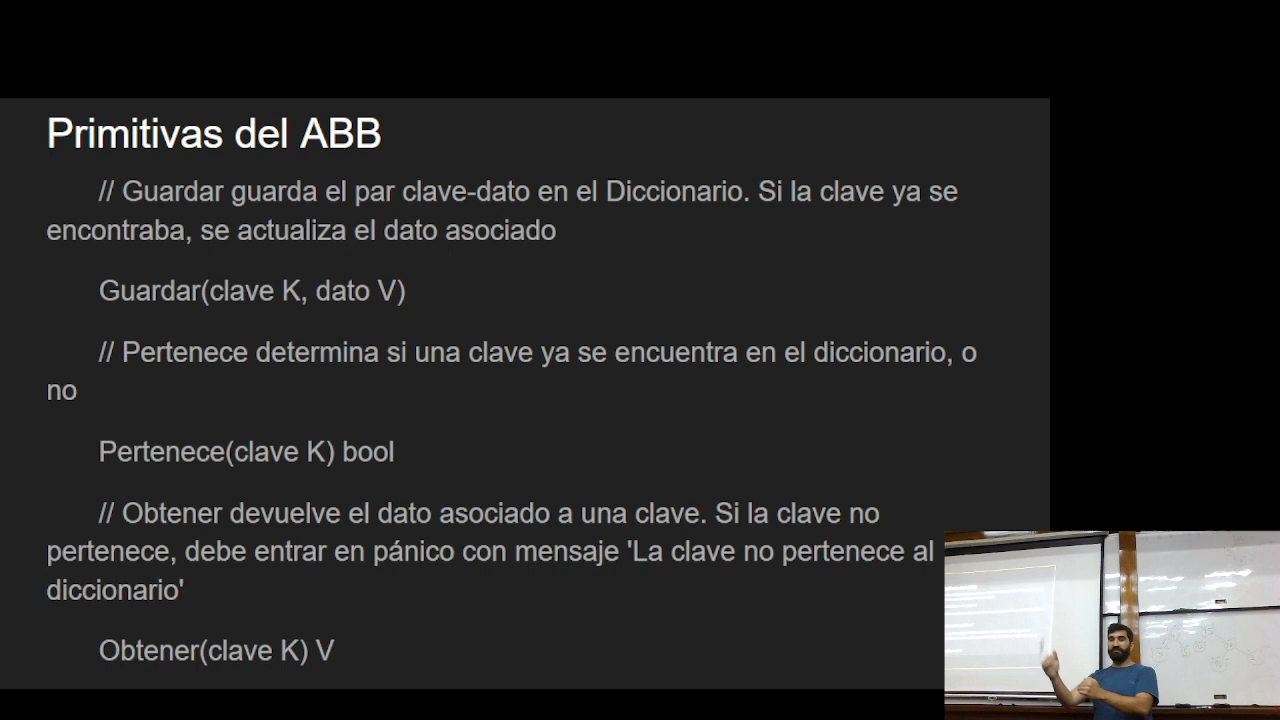 Primitivas del ABB
// Guardar guarda el par clave-dato en el Diccionario. Si la clave ya se
encontraba, se actualiza el dato asociado
Guardar(clave K, dato V)
// Pertenece determina si una clave ya se encuentra en el diccionario, o
no
Pertenece(clave K) bool
// Obtener devuelve el dato asociado a una clave. Si la clave no
pertenece, debe entrar en pánico con mensaje 'La clave no pertenece al
diccionario'
Obtener(clave K) V